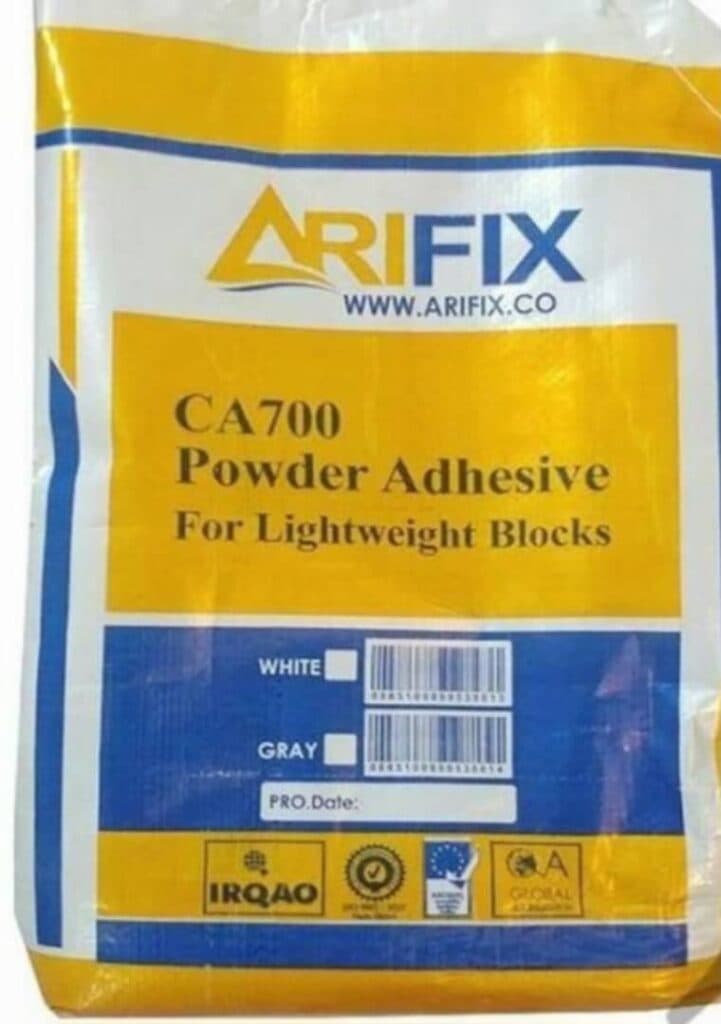 ARIFIX
WWW.ARIFIX.CO
CA700
Powder Adhesive
For Lightweight Blocks
WHITE
GRAY
PRO.Date:
IRQAO
GLOBAL